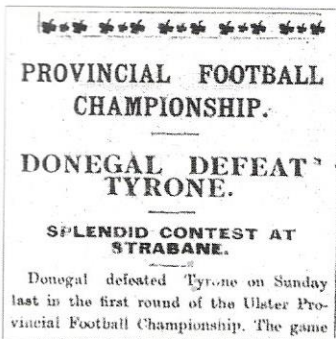 PROVINCIAL FOOTBALL
CHAMPIONSHIP.
DONEGAL DEFEAT
TYRONE.
SPLENDID CONTEST AT
STRABANE.
Donegal defeated Tyrone on Sunday
last in the first round of the Ulster Pro-
vincial Football Championship. The game